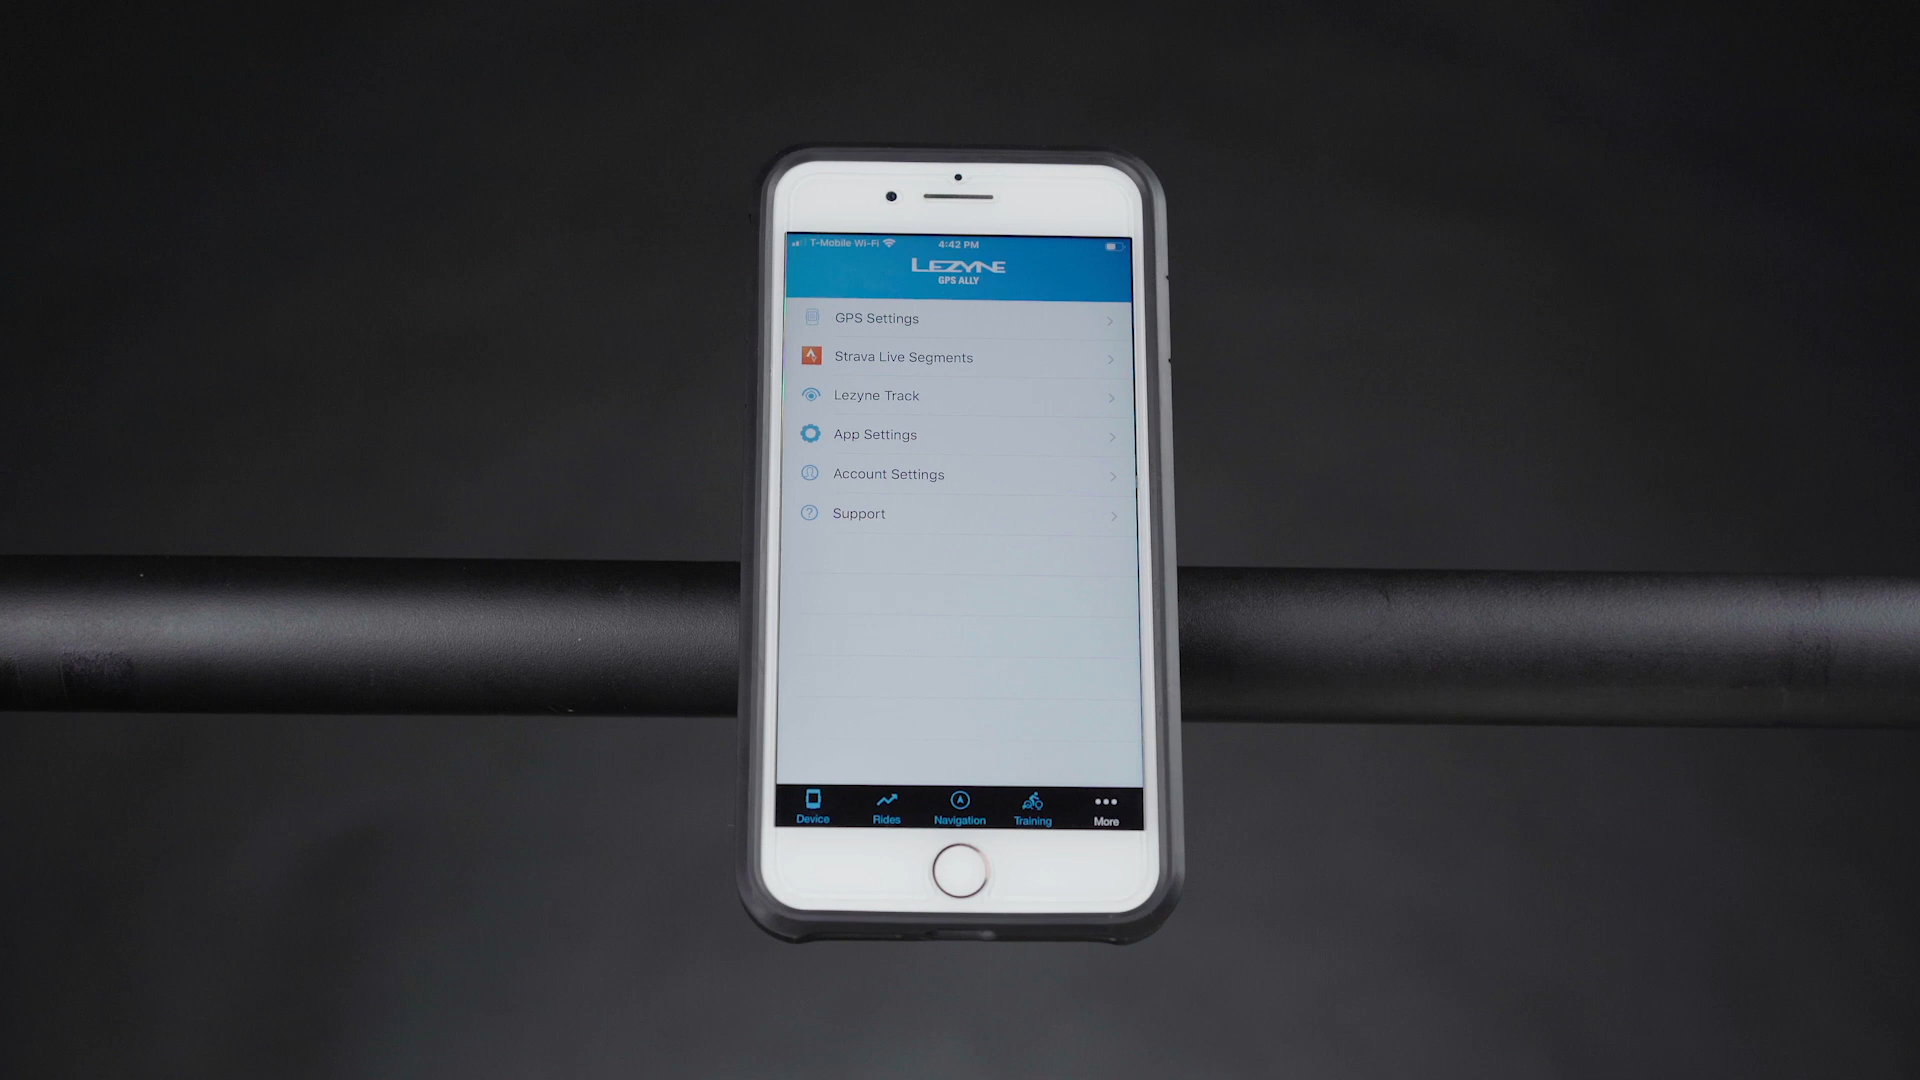 T-Mobile Wi-Fi 4:42 PM
LEZYNE
GPS ALLY
GPS Settings
Strava Live Segments
Lezyne Track
App Settings
Account Settings
Support
Device Rides Navigation Training More